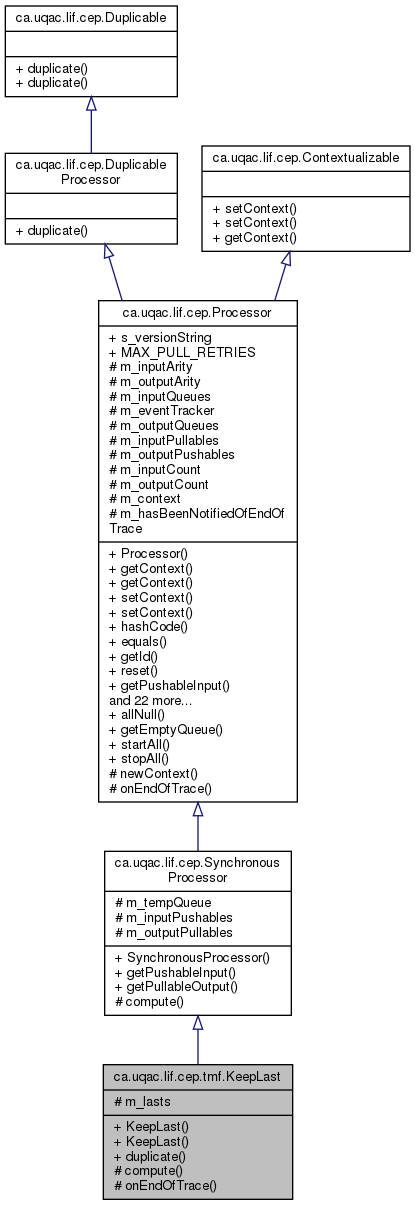 ca.uqac.lif.cep.Duplicable
+ duplicate()
+ duplicate()
ca.uqac.lif.cep.Duplicable
Processor
+ duplicate()
ca.uqac.lif.cep.Contextualizable
+ setContext()
+ setContext()
+ getContext()
ca.uqac.lif.cep.Processor
+ s_versionString
+ MAX_PULL_RETRIES
# m_inputArity
# m_outputArity
# m_inputQueues
# m_eventTracker
# m_outputQueues
# m_inputPullables
# m_outputPushables
# m_inputCount
# m_outputCount
# m_context
# m_hasBeenNotifiedOfEndOf
Trace
+ Processor()
+ getContext()
+ getContext()
+ setContext()
+ setContext()
+ hashCode()
+ equals()
+ getId()
+ reset()
+ getPushableInput()
and 22 more...
+ allNull()
+ getEmptyQueue()
+ startAll()
+ stopAll()
# newContext()
# onEndOfTrace()
ca.uqac.lif.cep.Synchronous
Processor
# m_tempQueue
# m_inputPushables
# m_outputPullables
+ SynchronousProcessor()
+ getPushableInput()
+ getPullableOutput()
# compute()
ca.uqac.lif.cep.tmf.KeepLast
# m_lasts
+ KeepLast()
+ KeepLast()
+ duplicate()
# compute()
# onEndOfTrace()